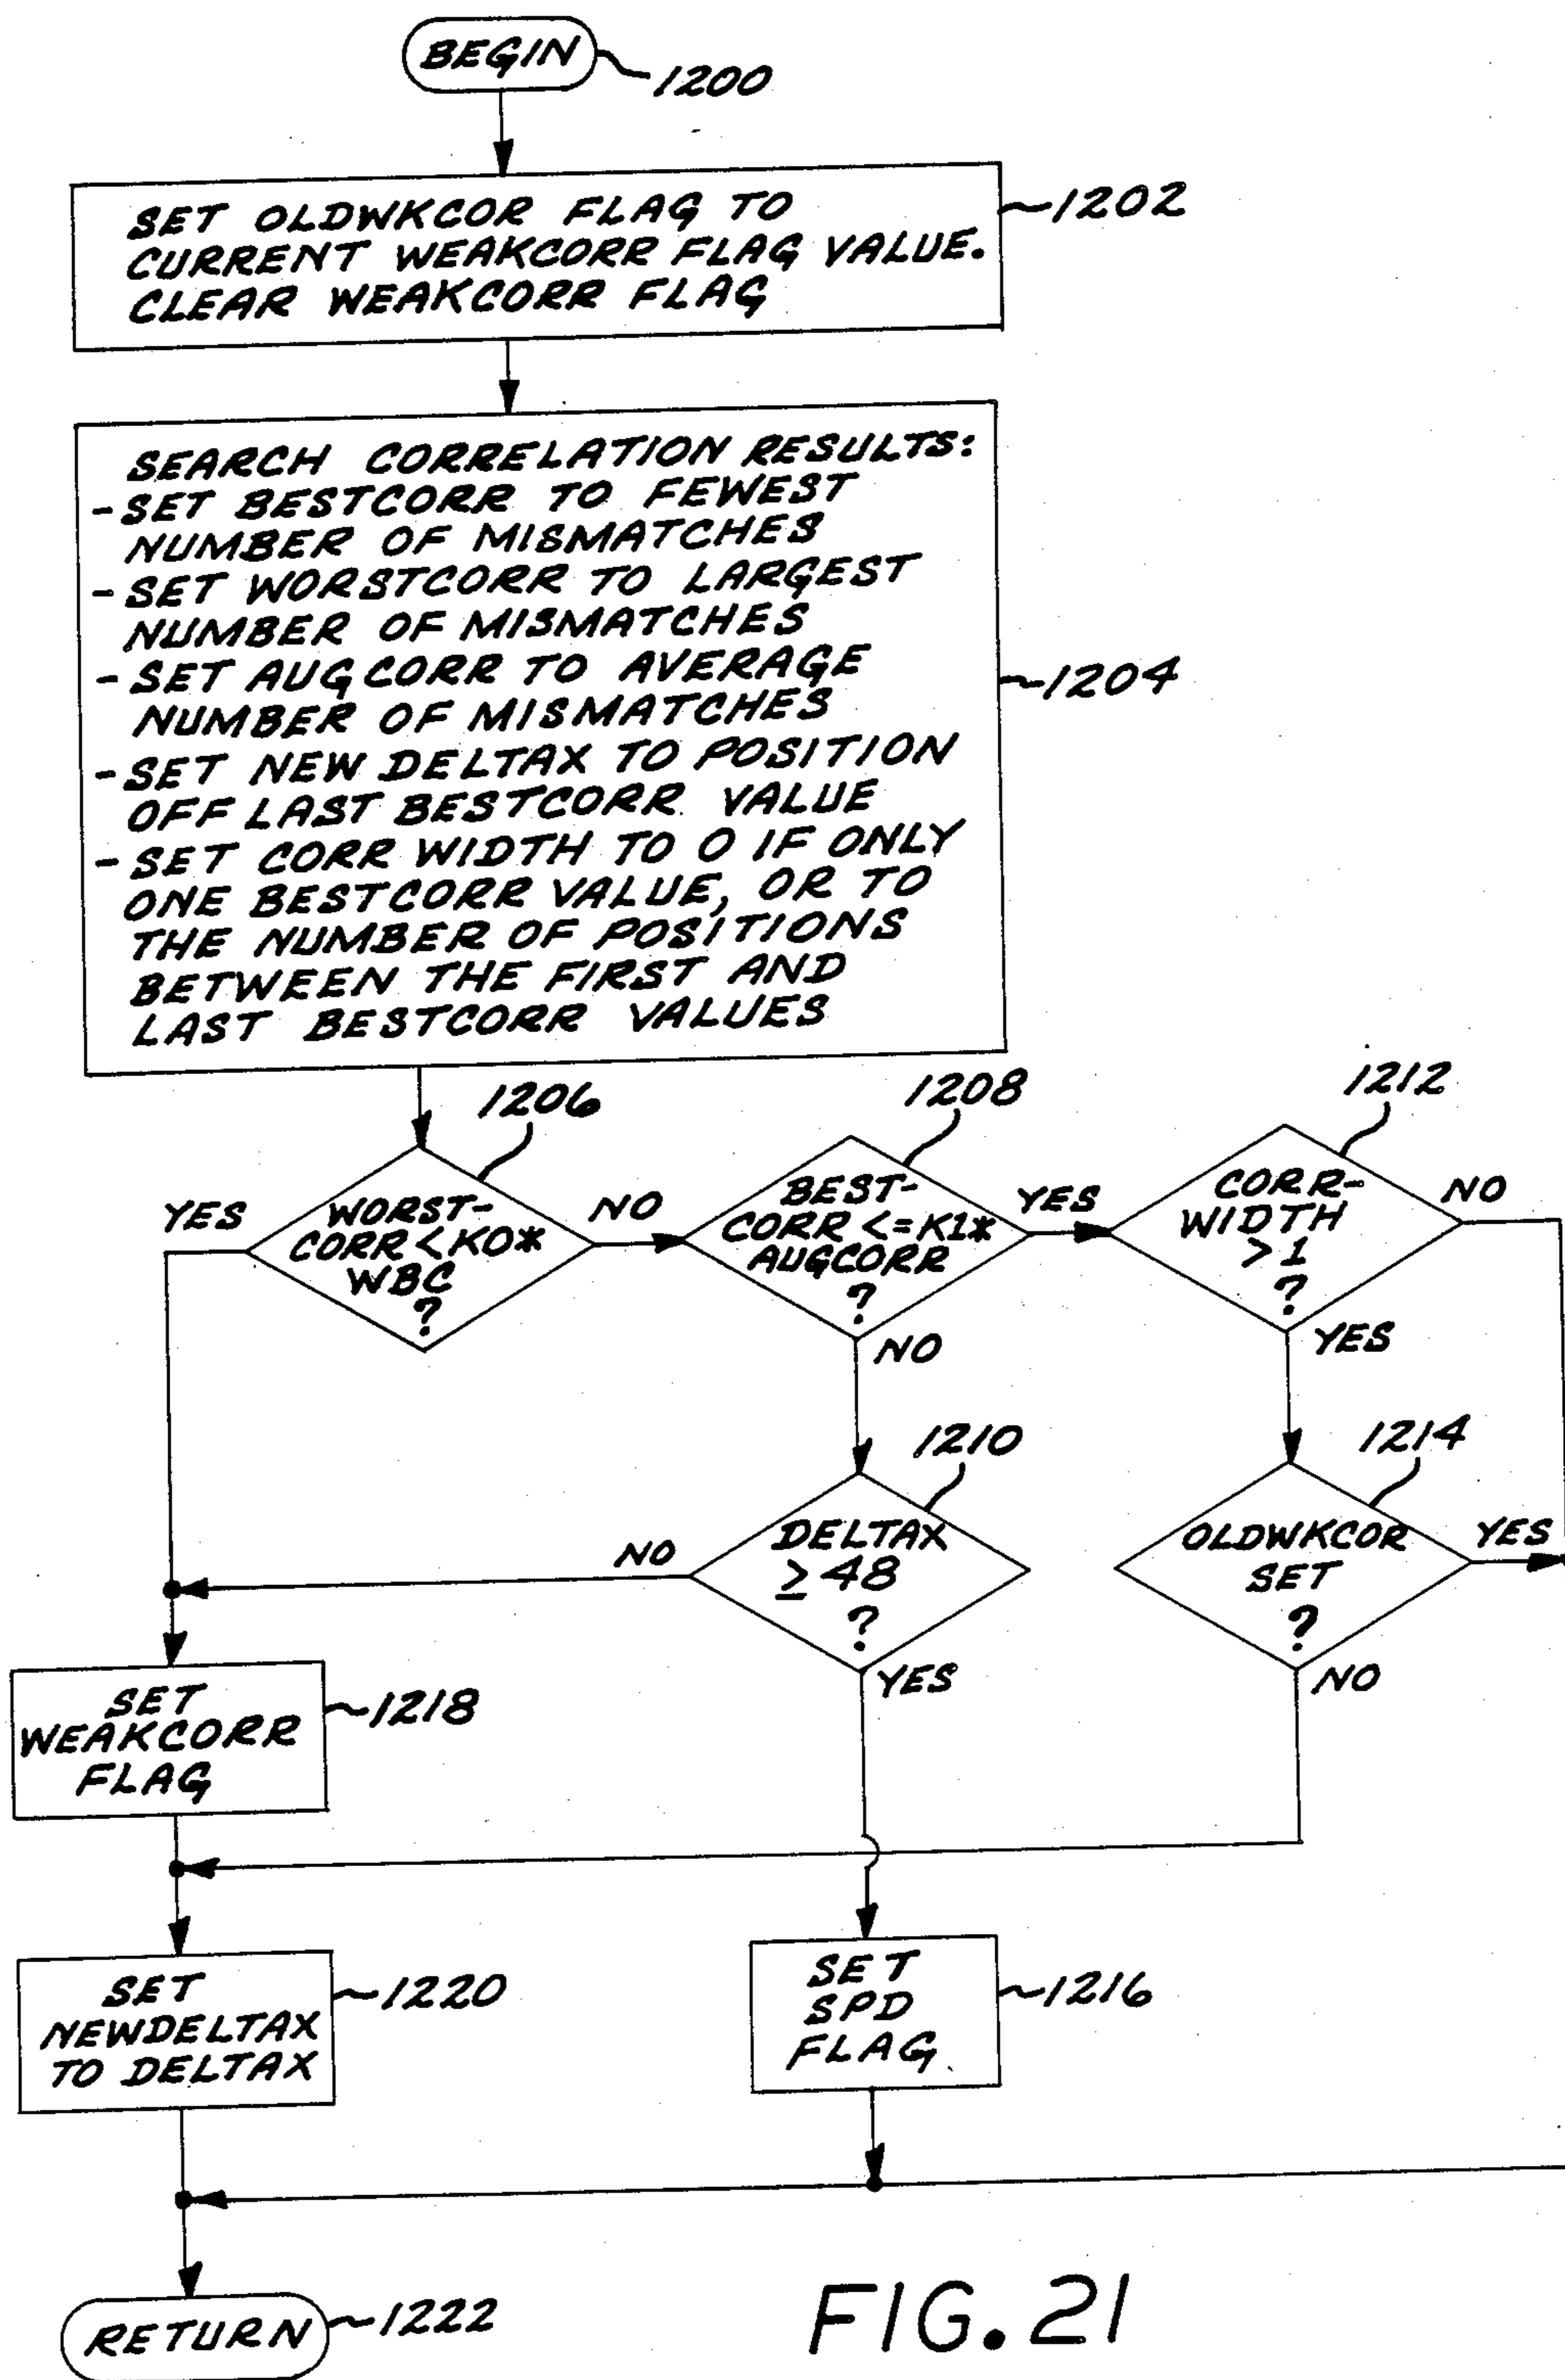 BEGIN
1200
SET OLDWKCOR FLAG TO
CURRENT WEAKCORR FLAG VALUE.
CLEAR WEAKCORR FLAG
1202
SEARCH CORRELATION RESULTS:
-SET BESTCORR TO FEWEST
NUMBER OF MISMATCHES
-SET WORSTCORR TO LARGEST
NUMBER OF MISMATCHES
-SET AUGCORR TO AVERAGE
NUMBER OF MISMATCHES
-SET NEW DELTAX TO POSITION
OFF LAST BESTCORR VALUE
-SET CORR WIDTH TO 0 IF ONLY
ONE BESTCORR VALUE, OR TO
THE NUMBER OF POSITIONS
BETWEEN THE FIRST AND
LAST BESTCORR VALUES
1204
1206
1208
1212
YES
WORST-
CORR<K0*
WBC
?
NO
BEST-
CORR<=K1*
AUGCORR
?
YES
CORR-
WIDTH
>1
?
NO
NO
YES
1210
1214
NO
DELTAX
≥48
?
OLDWKCOR
SET
?
YES
YES
NO
SET
WEAKCORR
FLAG
1218
SET
NEWDELTAX
TO DELTAX
1220
SET
SPD
FLAG
1216
RETURN
1222
FIG. 21